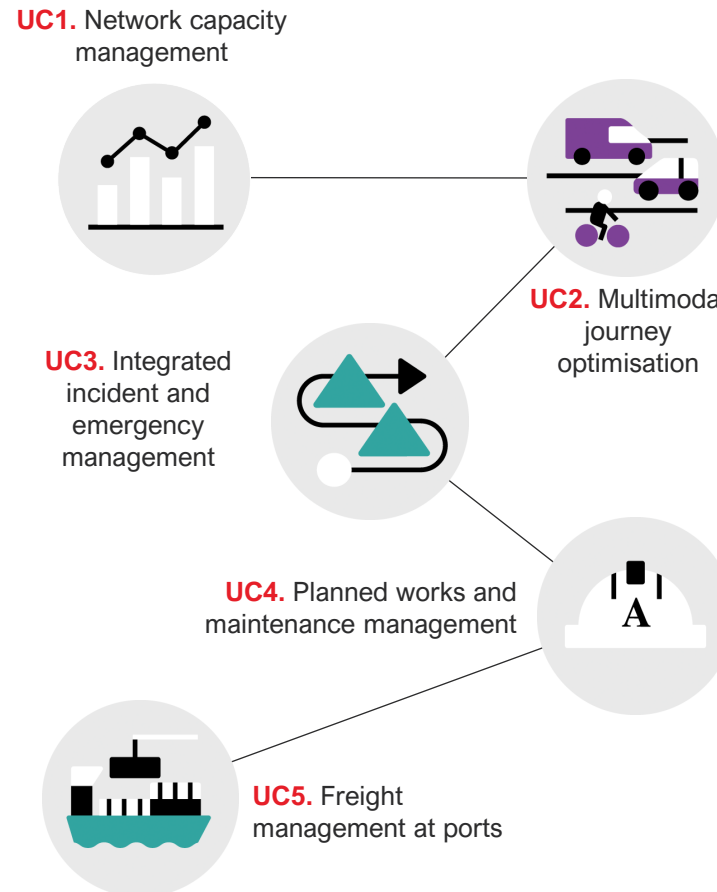 UC1. Network capacity
management
UC2. Multimoda
journey
optimisation
UC3. Integrated
incident and
emergency
management
UC4. Planned works and
maintenance management
A
UC5. Freight
management at ports